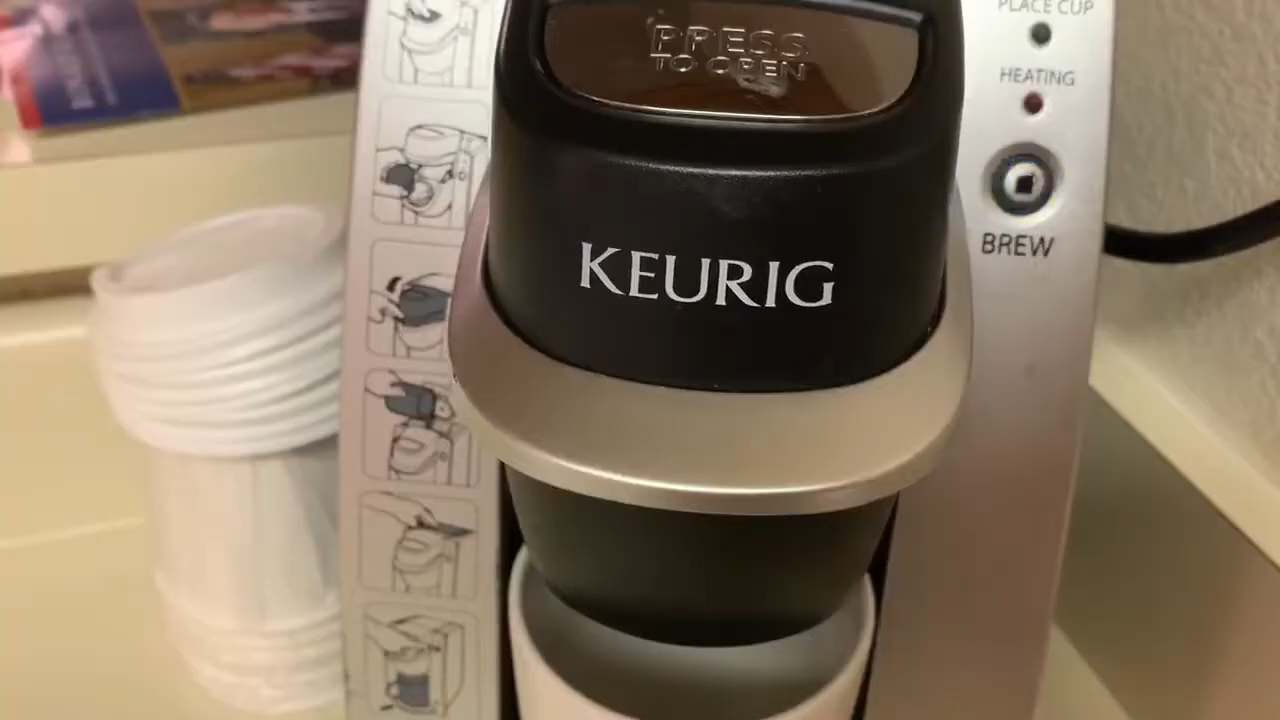 PRESS
TO OPEN
PLACE CUP
HEATING
BREW
KEURIG